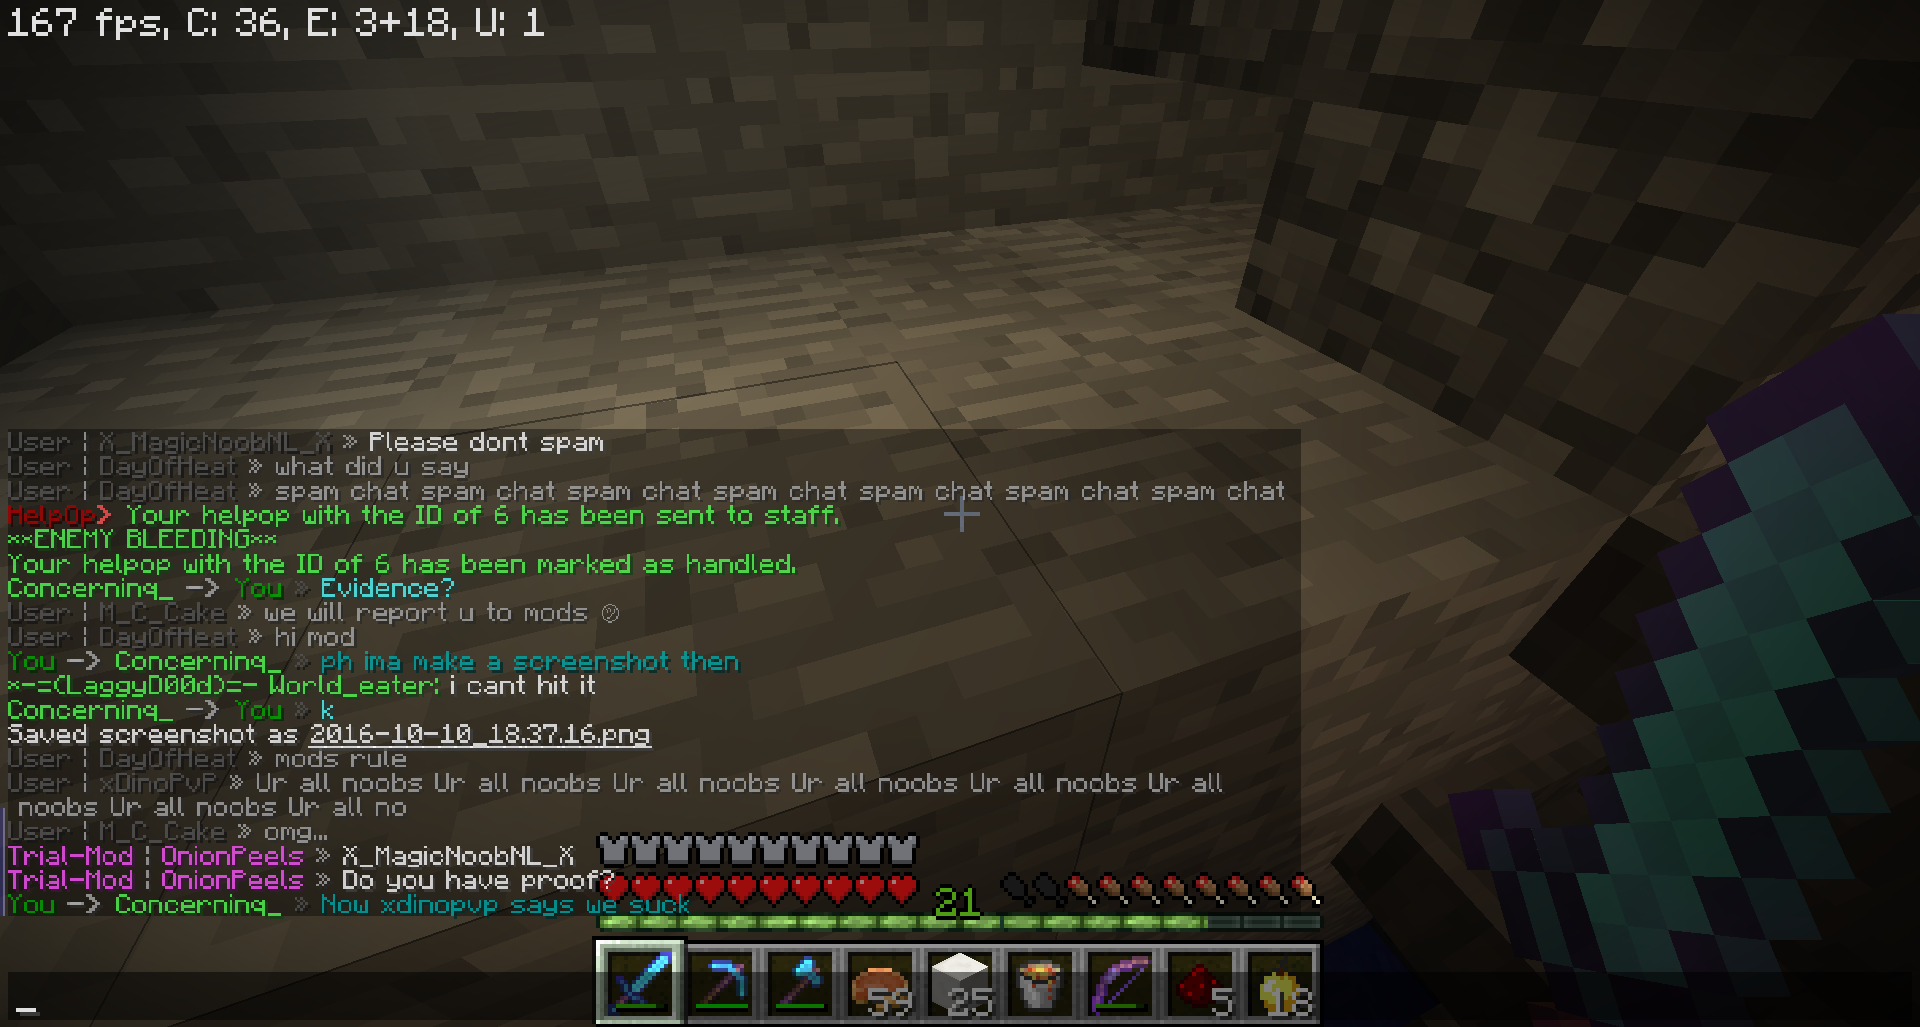 167 fps, C: 36, E: 3+18, U: 1
User ¦ X_MagicNoobNL_X » Please dont spam
User ¦ DayOfHeat » what did u say
User ¦ DayOfHeat » spam chat spam chat spam chat spam chat spam chat spam chat spam chat
HelpOp> Your helpop with the ID of 6 has been sent to staff.
**ENEMY BLEEDING**
Your helpop with the ID of 6 has been marked as handled.
Concerninq_ -> You » Evidence?
User ¦ M_C_Cake » we will report u to mods
User ¦ DayOfHeat » hi mod
You -> Concerninq_ » ph ima make a screenshot then
*-=(LaggyD00d)=- World_eater: i cant hit it
Concerninq_ -> You » k
Saved screenshot as 2016-10-10_18.37.16.png
User ¦ DayOfHeat » mods rule
User ¦ xDinoPvP » Ur all noobs Ur all noobs Ur all noobs Ur all noobs Ur all noobs Ur all
noobs Ur all noobs Ur all no
User ¦ M_C_Cake » omg...
Trial-Mod ¦ OnionPeels » X_MagicNoobNL_X
Trial-Mod ¦ OnionPeels » Do you have proof?
You -> Concerninq_ » Now xdinopvp says we suck
21
59 25 5 18
_